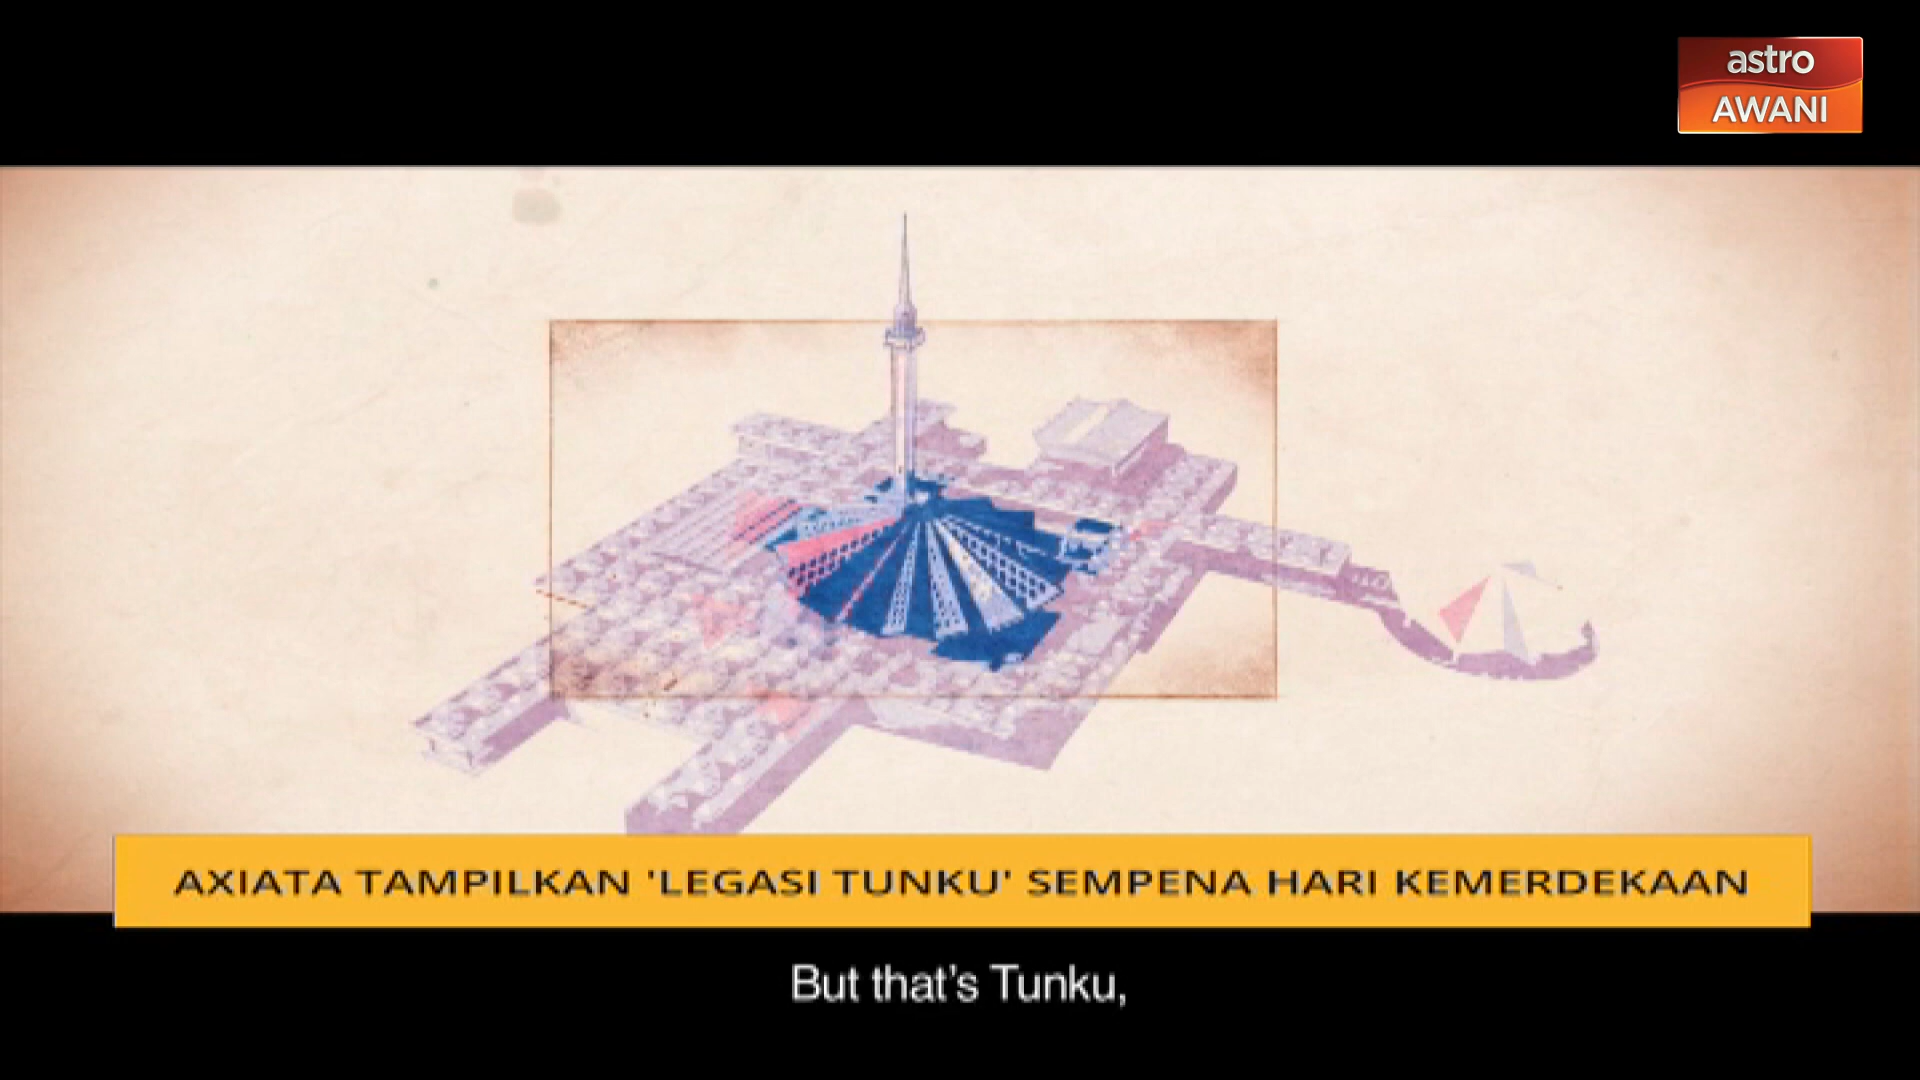 astro
AWANI
AXIATA TAMPILKAN 'LEGASI TUNKU' SEMPENA HARI KEMERDEKAAN
But that's Tunku,